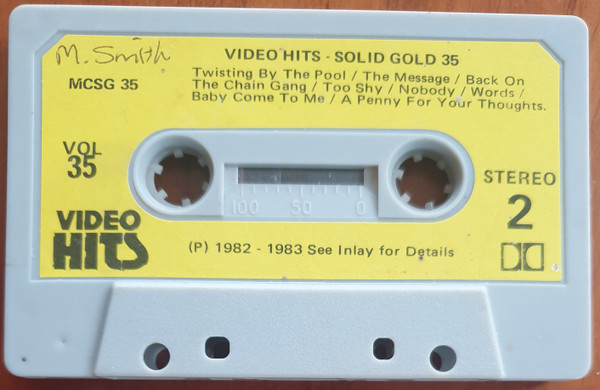 M. Smith
VIDEO HITS - SOLID GOLD 35
MCSG 35
Twisting By The Pool / The Message / Back On
The Chain Gang / Too Shy / Nobody / Words /
Baby Come To Me / A Penny For Your Thoughts.
VOL
35
STEREO
2
100 50 0
VIDEO
HITS
(P) 1982 - 1983 See Inlay for Details